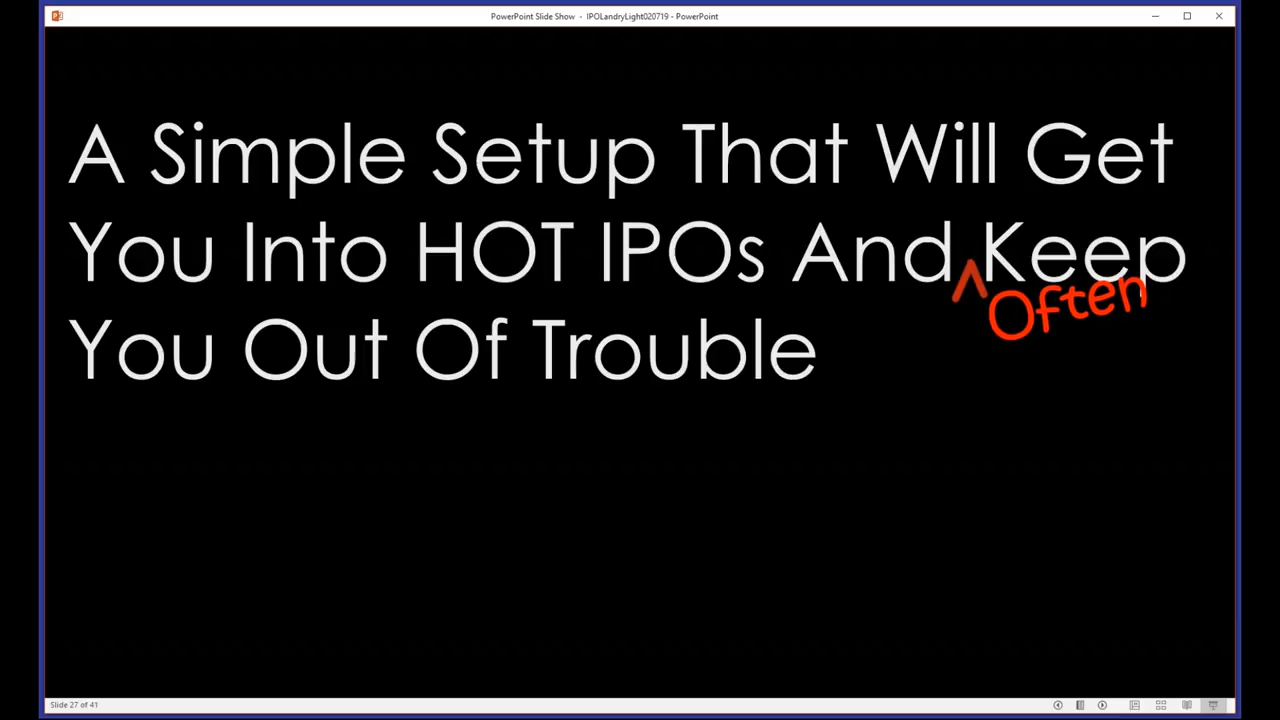 PowerPoint Slide Show - IPOLandryLight020719 - PowerPoint
A Simple Setup That Will Get
You Into HOT IPOs And Keep
Often
You Out Of Trouble
Slide 27 of 41